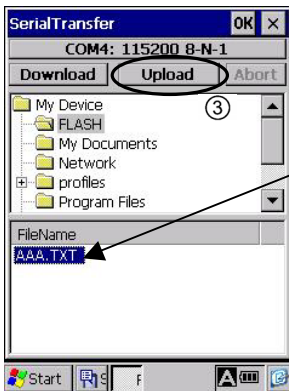 SerialTransfer OK ×
COM4: 115200 8-N-1
Download Upload Abort
My Device
③
FLASH
My Documents
Network
profiles
Program Files
FileName
AAA.TXT
Start S F A